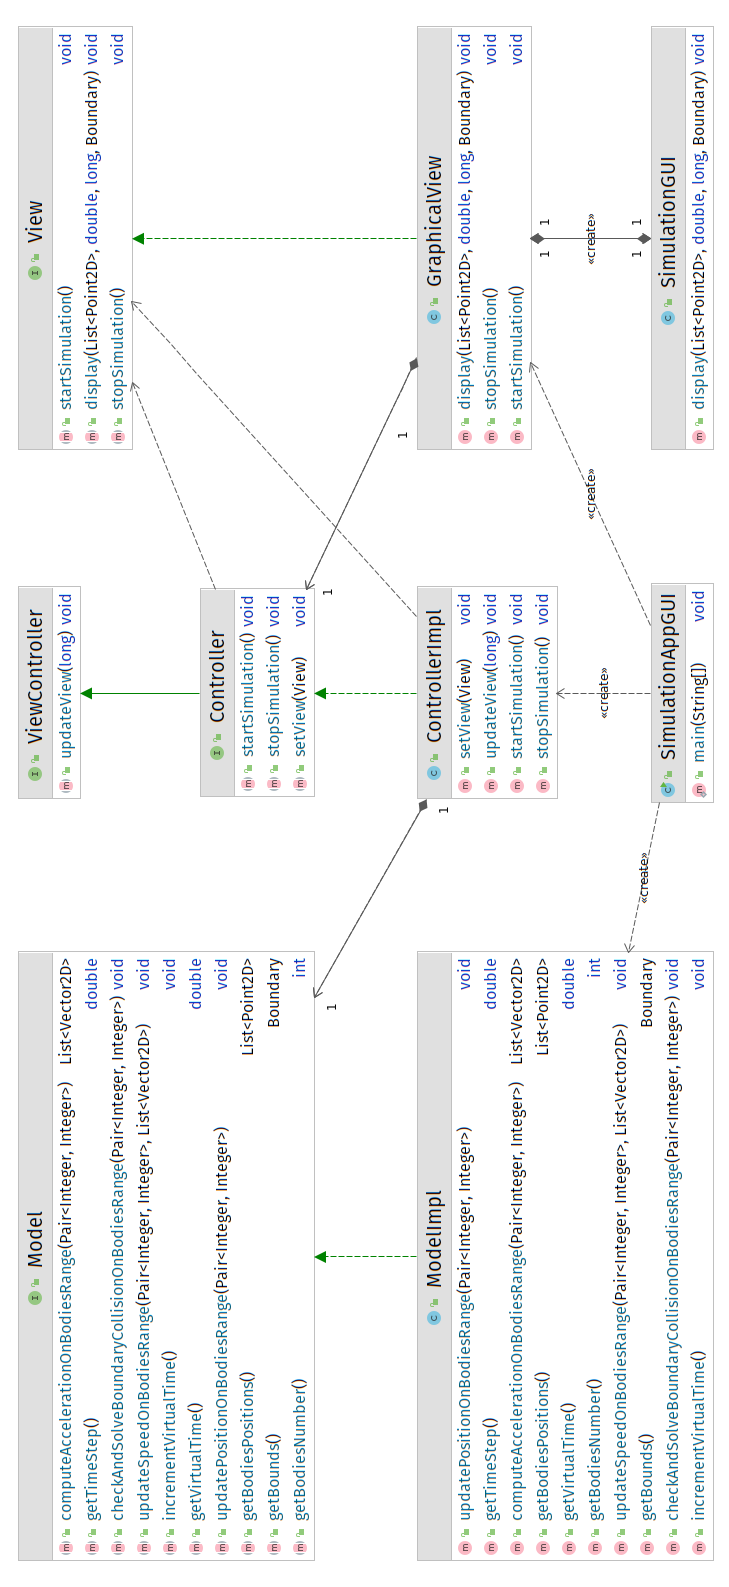 Model
computeAccelerationOnBodiesRange(Pair<Integer, Integer>) List<Vector2D>
getTimeStep() double
checkAndSolveBoundaryCollisionOnBodiesRange(Pair<Integer, Integer>) void
updateSpeedOnBodiesRange(Pair<Integer, Integer>, List<Vector2D>) void
incrementVirtualTime() void
getVirtualTime() double
updatePositionOnBodiesRange(Pair<Integer, Integer>) void
getBodiesPositions() List<Point2D>
getBounds() Boundary
getBodiesNumber() int
ViewController
updateView(long) void
Controller
startSimulation() void
stopSimulation() void
setView(View) void
View
startSimulation() void
display(List<Point2D>, double, long, Boundary) void
stopSimulation() void
1
1
1
1
ModelImpl
updatePositionOnBodiesRange(Pair<Integer, Integer>) void
getTimeStep() double
computeAccelerationOnBodiesRange(Pair<Integer, Integer>) List<Vector2D>
getBodiesPositions() List<Point2D>
getVirtualTime() double
getBodiesNumber() int
updateSpeedOnBodiesRange(Pair<Integer, Integer>, List<Vector2D>) void
getBounds() Boundary
checkAndSolveBoundaryCollisionOnBodiesRange(Pair<Integer, Integer>) void
incrementVirtualTime() void
ControllerImpl
setView(View) void
updateView(long) void
startSimulation() void
stopSimulation() void
GraphicalView
display(List<Point2D>, double, long, Boundary) void
stopSimulation() void
startSimulation() void
1
1
«create»
«create»
«create»
«create»
1
1
SimulationAppGUI
main(String[]) void
SimulationGUI
display(List<Point2D>, double, long, Boundary) void